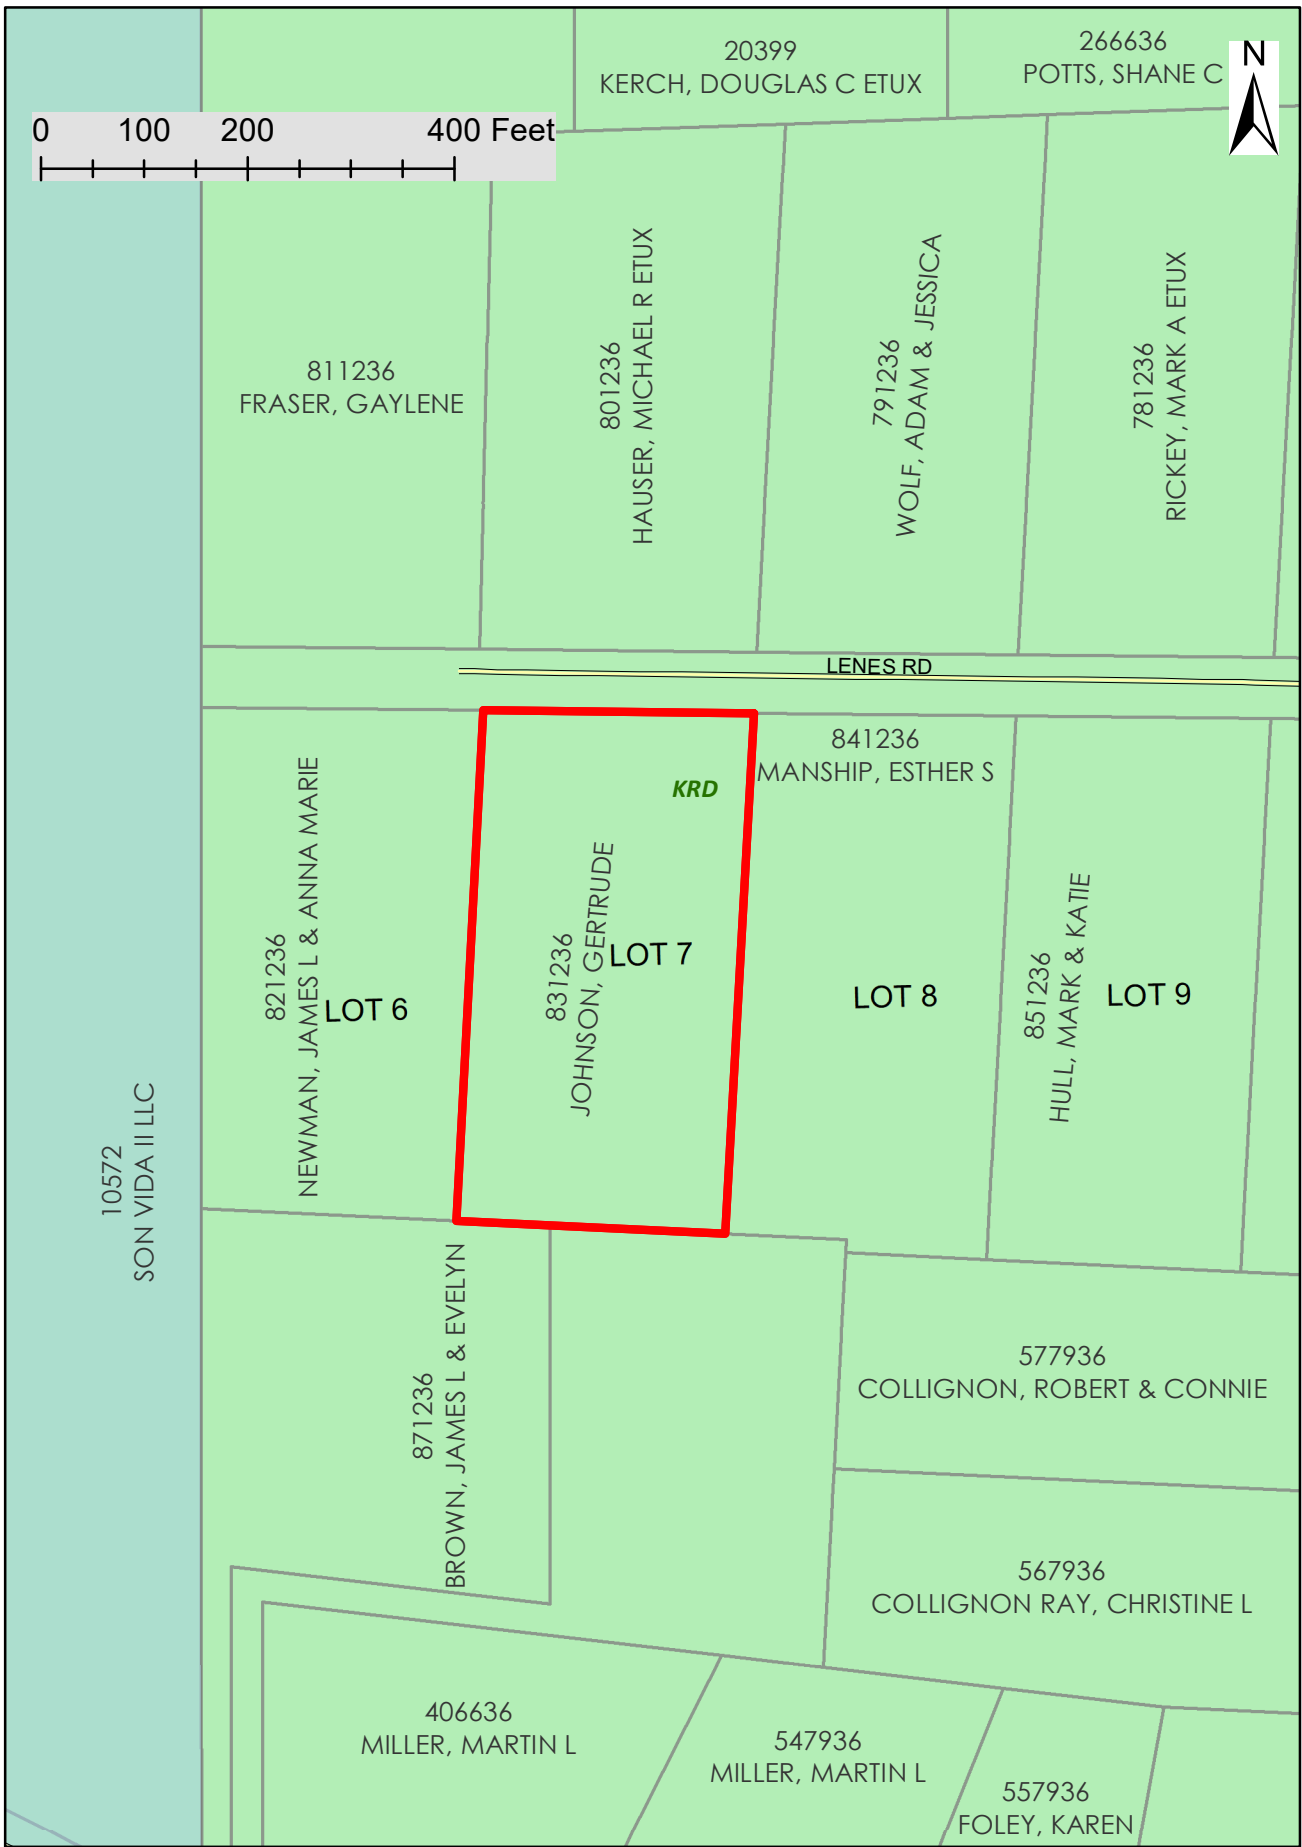 20399
KERCH, DOUGLAS C ETUX
266636
POTTS, SHANE C
N
0 100 200 400 Feet
811236
FRASER, GAYLENE
801236
HAUSER, MICHAEL R ETUX
791236
WOLF, ADAM & JESSICA
781236
RICKEY, MARK A ETUX
LENES RD
821236
NEWMAN, JAMES L & ANNA MARIE
LOT 6
KRD
831236
JOHNSON, GERTRUDE
LOT 7
841236
MANSHIP, ESTHER S
LOT 8
851236
HULL, MARK & KATIE
LOT 9
10572
SON VIDA II LLC
871236
BROWN, JAMES L & EVELYN
577936
COLLIGNON, ROBERT & CONNIE
567936
COLLIGNON RAY, CHRISTINE L
406636
MILLER, MARTIN L
547936
MILLER, MARTIN L
557936
FOLEY, KAREN